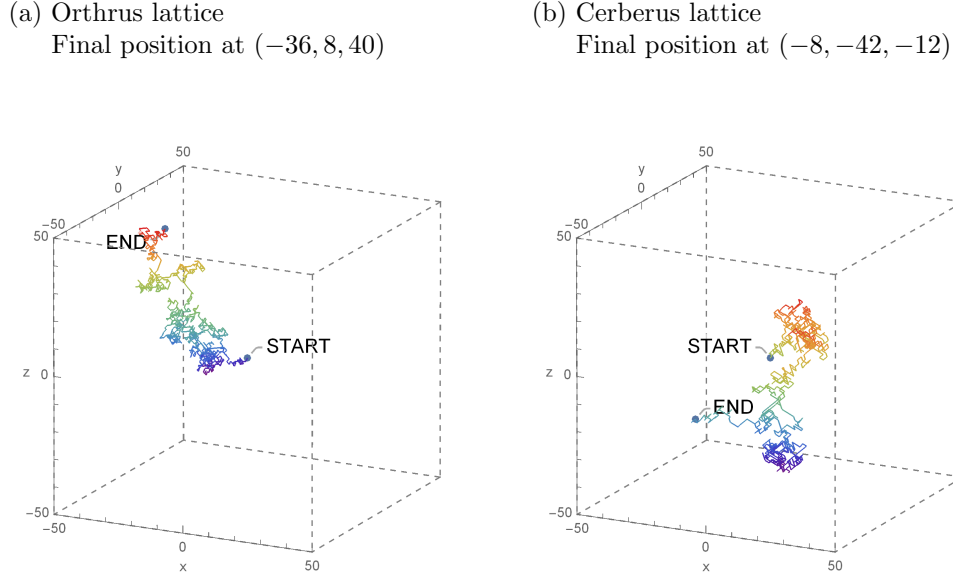 (a) Orthrus lattice
Final position at (−36, 8, 40)
50
y
0
−50
50
END
START
z 0
−50
−50
0
x
50
(b) Cerberus lattice
Final position at (−8, −42, −12)
50
y
0
−50
50
START
z 0
END
−50
−50
0
x
50